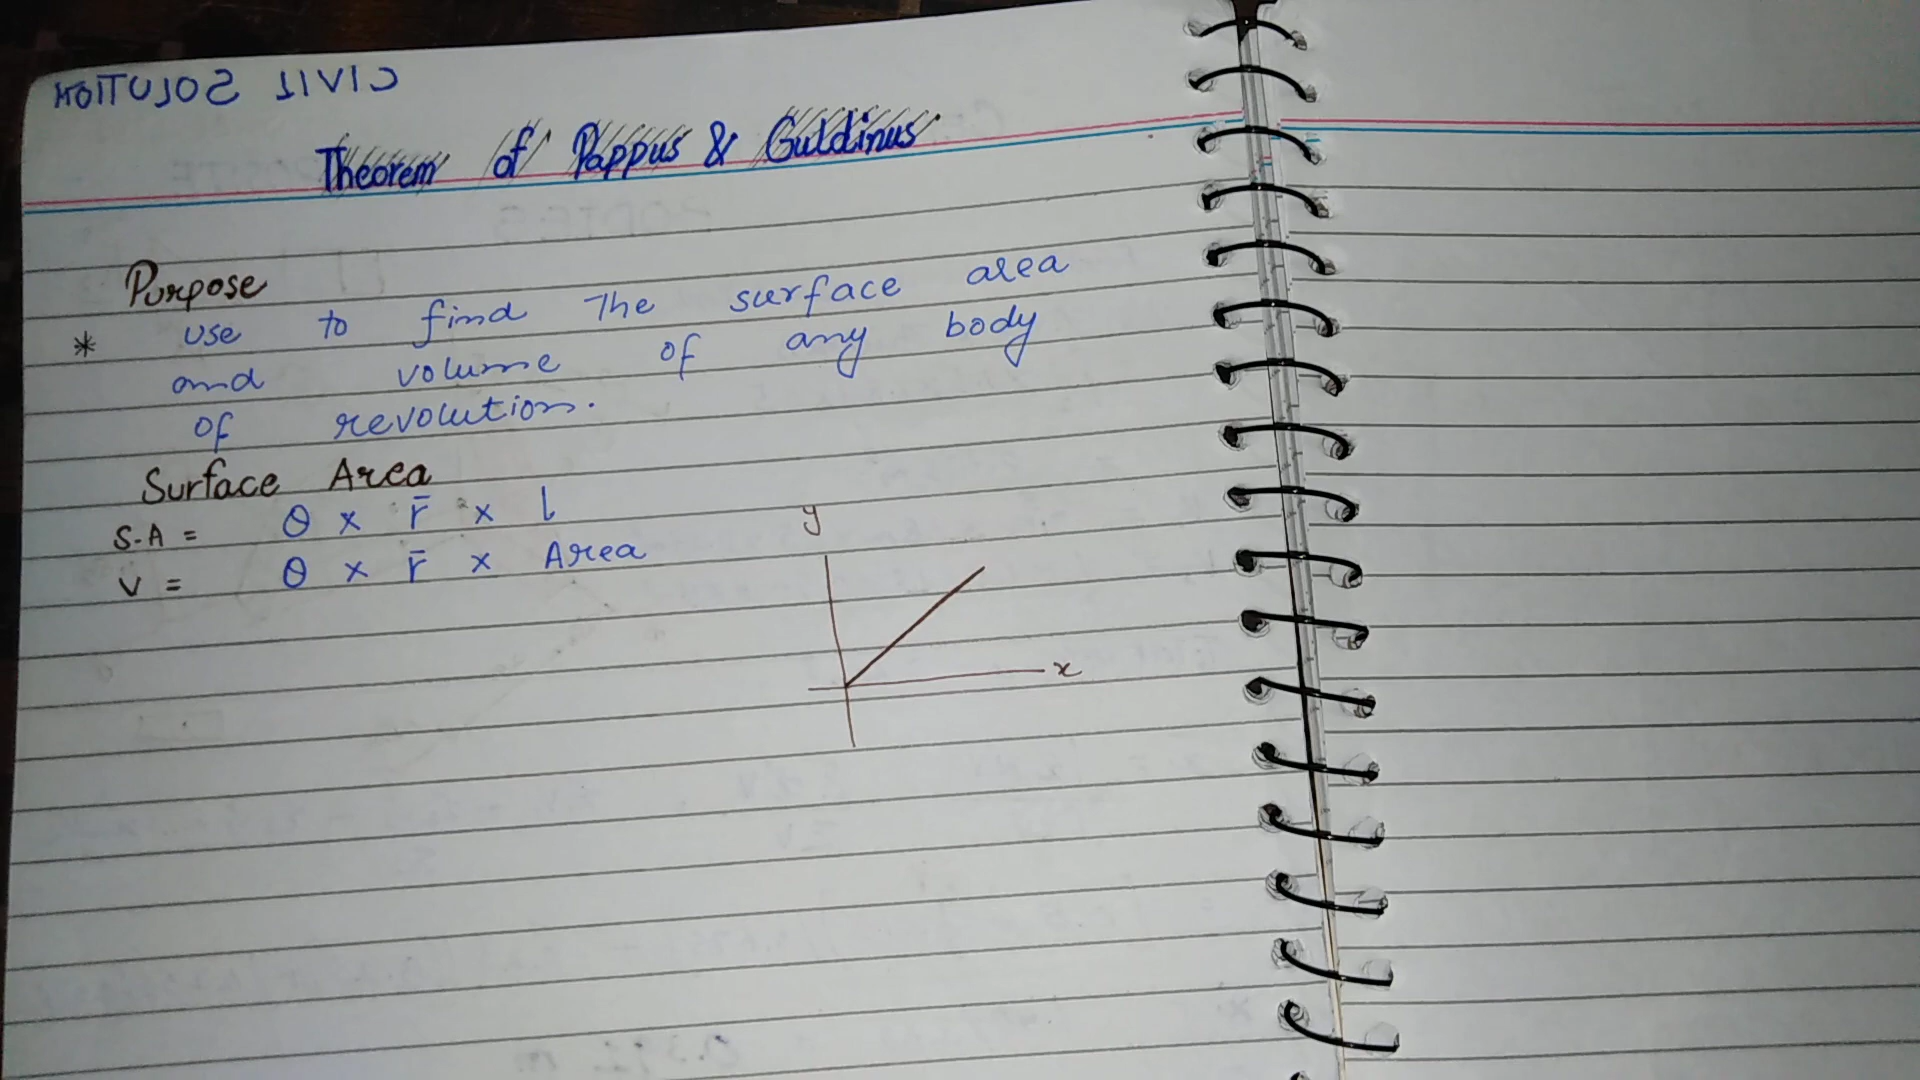 CIVIL SOLUTION
Theorem of Pappus & Guldinus
Purpose
* use to find The surface area
and volume of any body
of revolution.
Surface Area
S.A = θ × r̄ × l
V = θ × r̄ × Area
y
x